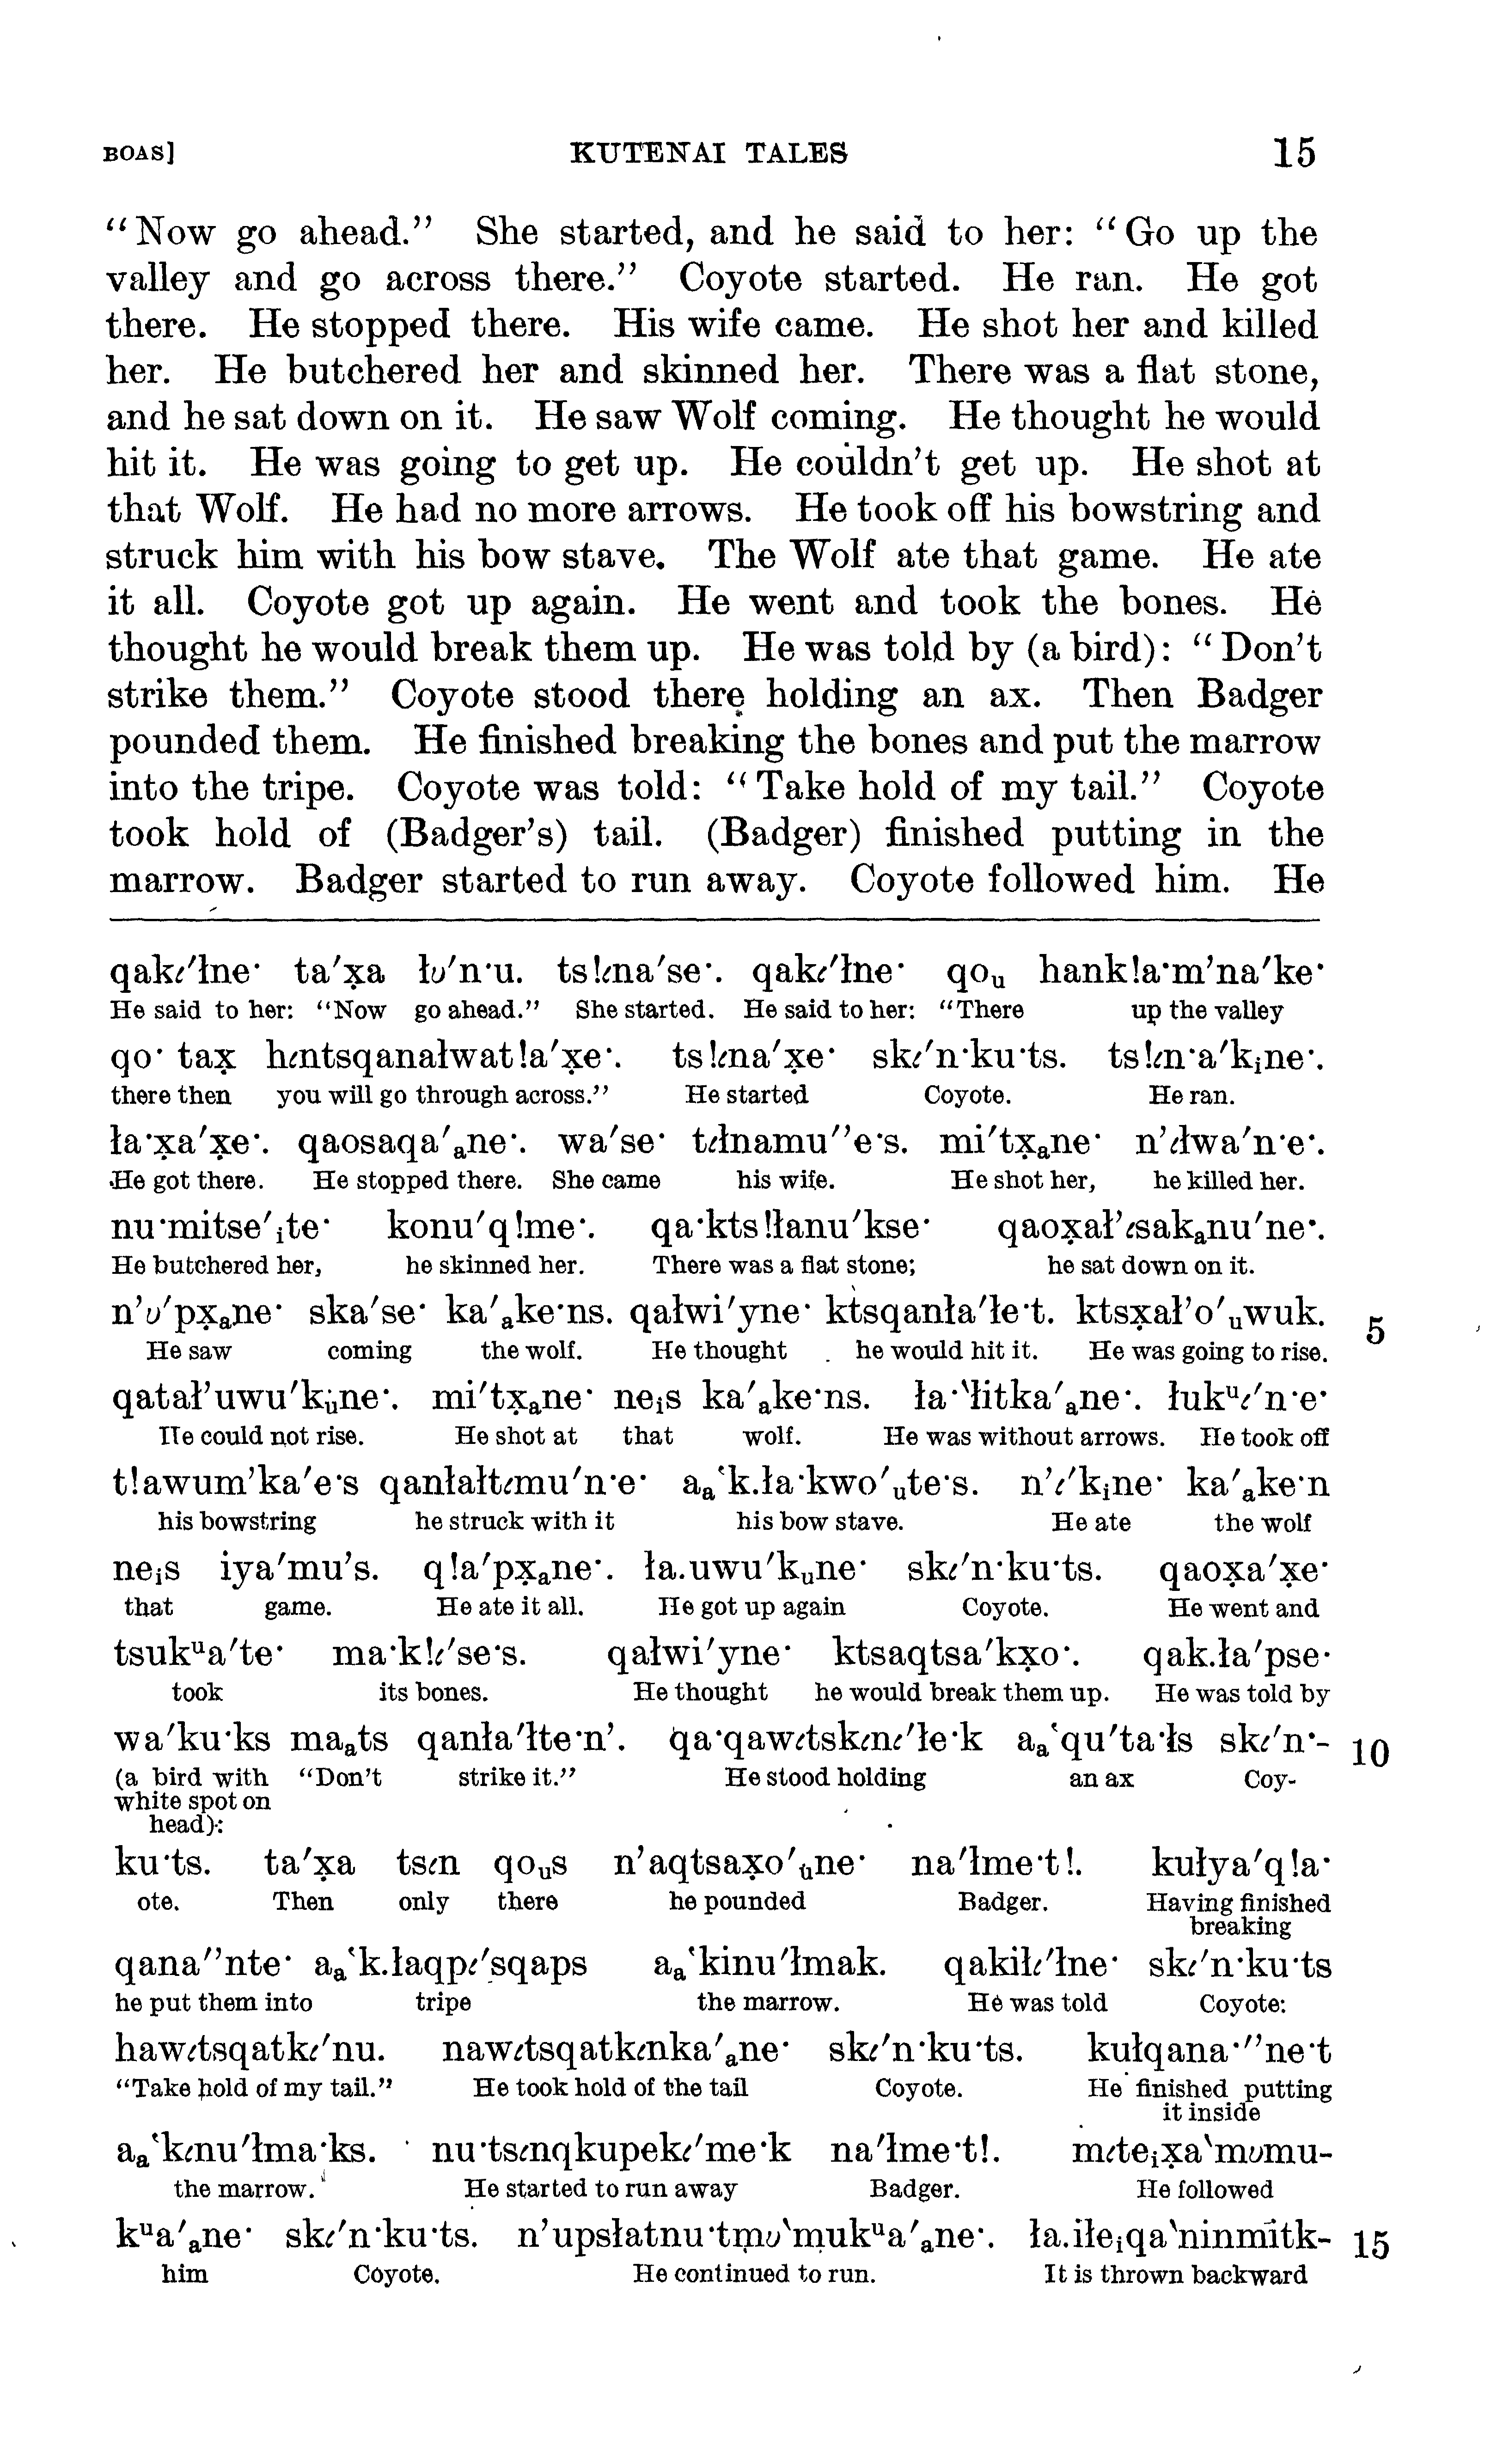 BOAS] KUTENAI TALES 15
“Now go ahead.” She started, and he said to her: “Go up the
valley and go across there.” Coyote started. He ran. He got
there. He stopped there. His wife came. He shot her and killed
her. He butchered her and skinned her. There was a flat stone,
and he sat down on it. He saw Wolf coming. He thought he would
hit it. He was going to get up. He couldn’t get up. He shot at
that Wolf. He had no more arrows. He took off his bowstring and
struck him with his bow stave. The Wolf ate that game. He ate
it all. Coyote got up again. He went and took the bones. He
thought he would break them up. He was told by (a bird): “Don’t
strike them.” Coyote stood there holding an ax. Then Badger
pounded them. He finished breaking the bones and put the marrow
into the tripe. Coyote was told: “Take hold of my tail.” Coyote
took hold of (Badger’s) tail. (Badger) finished putting in the
marrow. Badger started to run away. Coyote followed him. He
qakɩ′łne· ta′x̣a łʋ′n·u. ts!ɩna′se·. qakɩ′łne· qoᵤ hank!a·m’na′ke·
He said to her: “Now go ahead.” She started. He said to her: “There up the valley
qo· tax̣ hɩntsqanaławat!a′x̣e·. ts!ɩna′x̣e· skɩ′n·ku·ts. ts!ɩn·a′kᵢne·.
there then you will go through across.” He started Coyote. He ran.
ła·x̣a′x̣e·. qaosaqa′ₐne·. wa′se· tɩłnamu′’e·s. mi′tx̣ₐne· n’ɩłwa′n·e·.
He got there. He stopped there. She came his wife. He shot her, he killed her.
nu·mitse′ᵢte· konu′q!me·. qa·kts!łanu′kse· qaox̣ał’ɩsakₐnu′ne·.
He butchered her, he skinned her. There was a flat stone; he sat down on it.
n’ʋ′px̣ₐne· ska′se· ka′ₐke·ns. qałwi′yne· ktsqanła′łe·t. ktsx̣ał’o′ᵤwuk. 5
He saw coming the wolf. He thought he would hit it. He was going to rise.
qatał’uwu′kᵤne·. mi′tx̣ₐne· neᵢs ka′ₐke·ns. ła·‵łitka′ₐne·. łukᵘɩ′n·e·
He could not rise. He shot at that wolf. He was without arrows. He took off
t!awum’ka′e·s qanłałtɩmu′n·e· aₐ‵k.ła·kwo′ᵤte·s. n’ɩ′kᵢne· ka′ₐke·n
his bowstring he struck with it his bow stave. He ate the wolf
neᵢs iya′mu’s. q!a′px̣ₐne·. ła.uwu′kᵤne· skɩ′n·ku·ts. qaox̣a′x̣e·
that game. He ate it all. He got up again Coyote. He went and
tsukᵘa′te· ma·k!ɩ′se·s. qałwi′yne· ktsaqtsa′kx̣o·. qak.ła′pse·
took its bones. He thought he would break them up. He was told by
wa′ku·ks maₐts qanła′łte·n’. qa·qawɩtskɩnɩ′łe·k aₐ‵qu′ta·łs skɩ′n·- 10
(a bird with “Don’t strike it.” He stood holding an ax Coy-
white spot on
head):
ku·ts. ta′x̣a tsɩn qoᵤs n’aqtsax̣o′ᵤne· na′łme·t!. kułya′q!a·
ote. Then only there he pounded Badger. Having finished
breaking
qana′’nte· aₐ‵k.łaqpɩ′sqaps aₐ‵kinu′łmak. qakiłɩ′łne· skɩ′n·ku·ts
he put them into tripe the marrow. He was told Coyote:
hawɩtsqatkɩ′nu. nawɩtsqatkɩnka′ₐne· skɩ′n·ku·ts. kułqana·′’ne·t
“Take hold of my tail.” He took hold of the tail Coyote. He finished putting
it inside
aₐ‵kɩnu′łma·ks. nu·tsɩnqkupekɩ′me·k na′łme·t!. mɩteᵢx̣a‵mʋmu-
the marrow. He started to run away Badger. He followed
kᵘa′ₐne· skɩ′n·ku·ts. n’upsłatnu·tmʋ‵mukᵘa′ₐne·. ła.iłeᵢqa‵ninmitk- 15
him Coyote. He continued to run. It is thrown backward